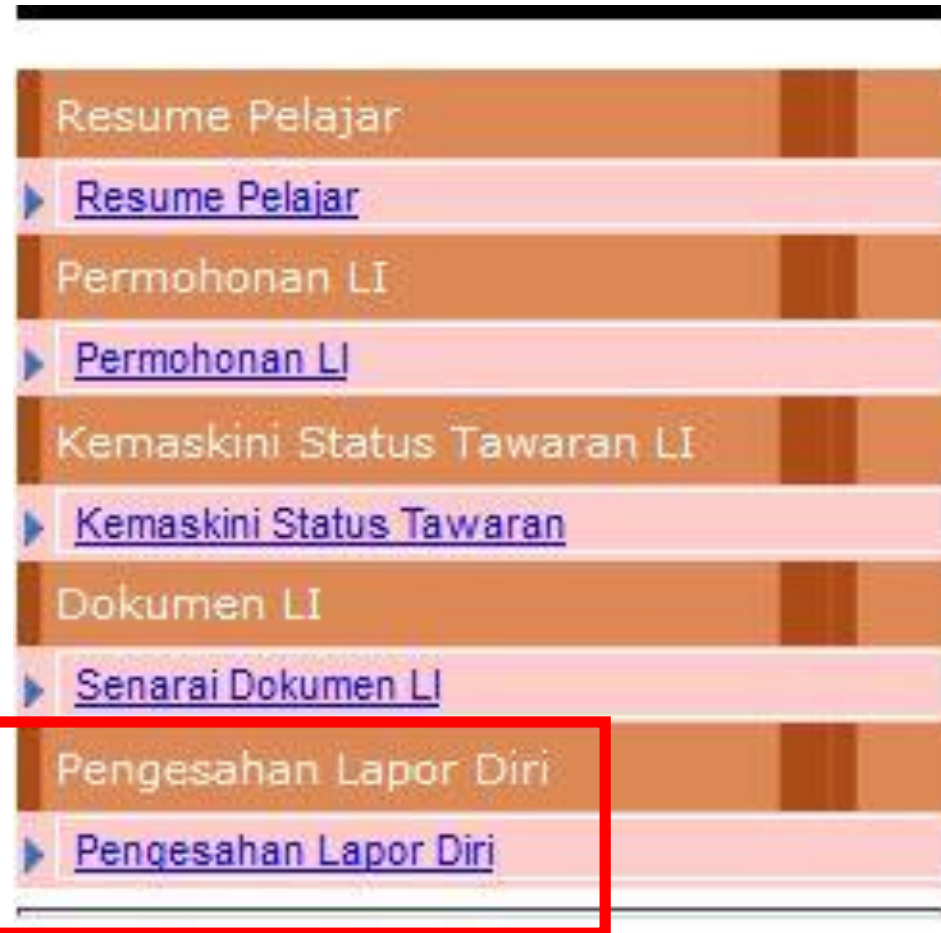 Resume Pelajar
Resume Pelajar
Permohonan LI
Permohonan LI
Kemaskini Status Tawaran LI
Kemaskini Status Tawaran
Dokumen LI
Senarai Dokumen LI
Pengesahan Lapor Diri
Pengesahan Lapor Diri